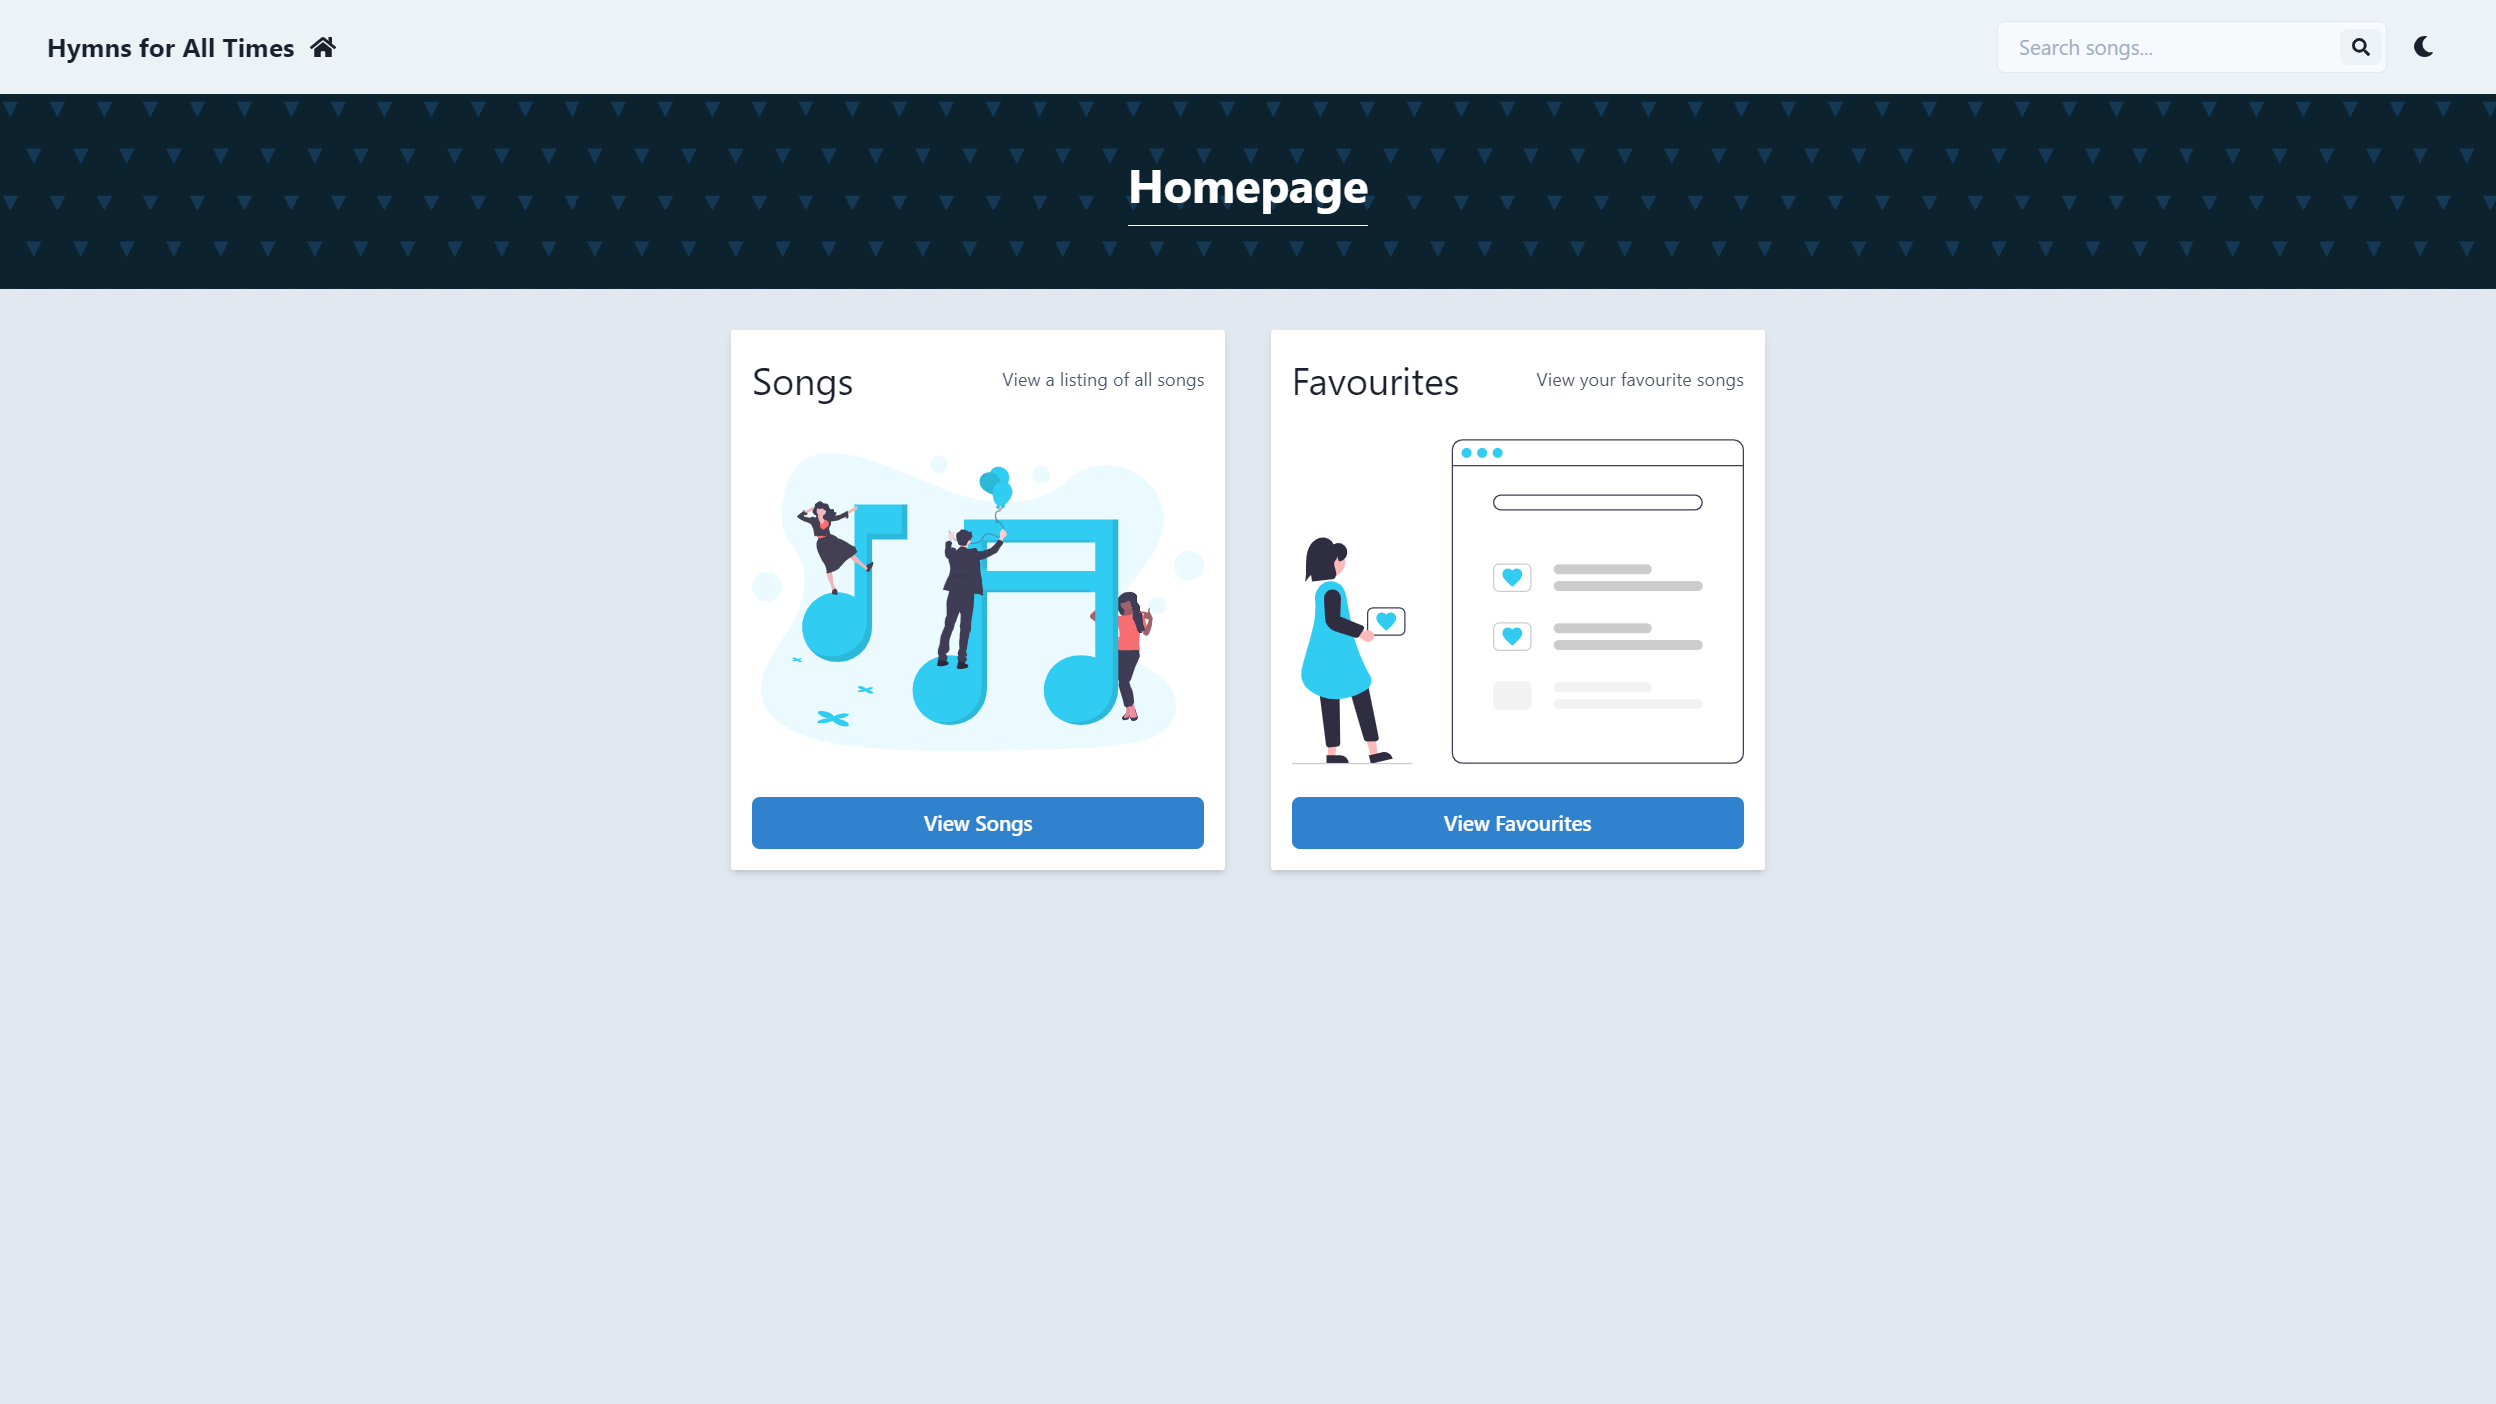 Hymns for All Times
Search songs...
Homepage
Songs
View a listing of all songs
Favourites
View your favourite songs
View Songs
View Favourites